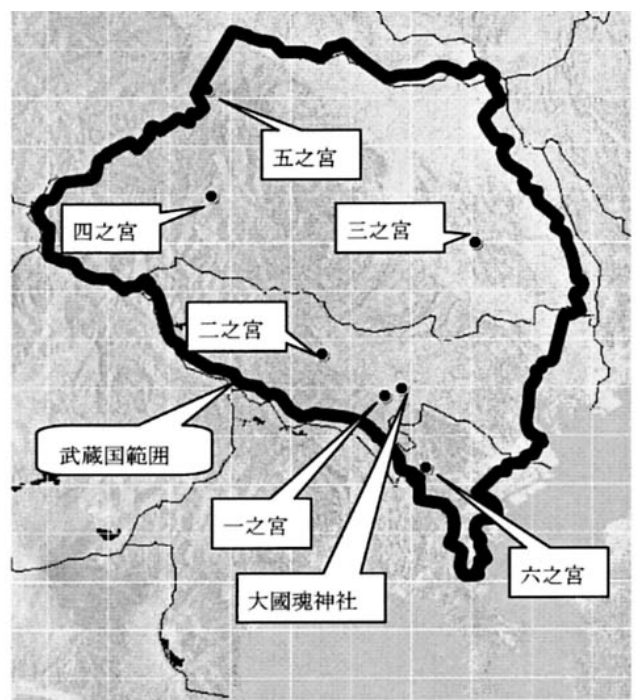 五之宮
四之宮
三之宮
二之宮
武蔵国範囲
一之宮
六之宮
大國魂神社